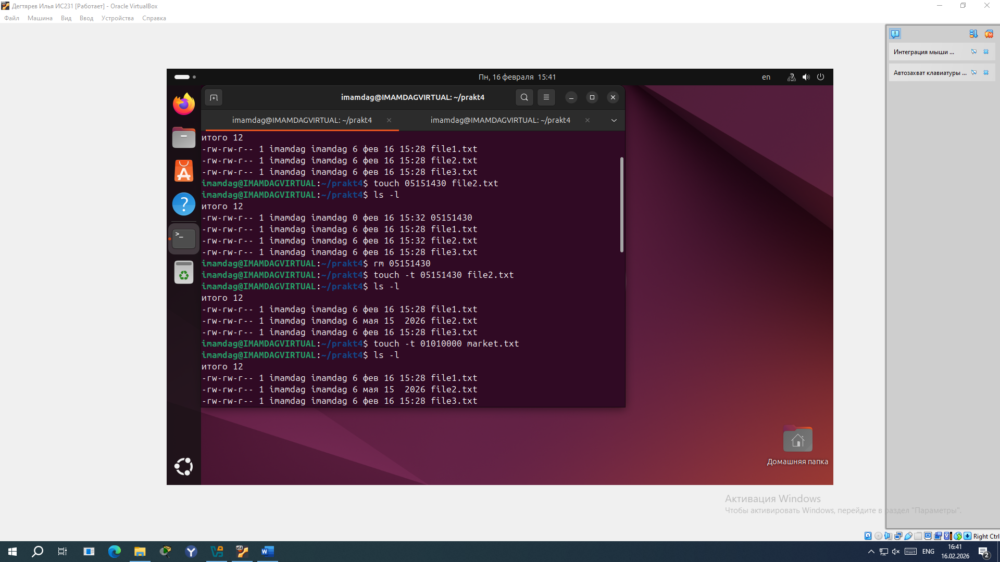 Дегтярев Илья ИС231 [Работает] - Oracle VirtualBox
Файл Машина Вид Ввод Устройства Справка
Интеграция мыши ...
Автозахват клавиатуры ...
Пн, 16 февраля 15:41
en
imamdag@IMAMDAGVIRTUAL: ~/prakt4
imamdag@IMAMDAGVIRTUAL: ~/prakt4
imamdag@IMAMDAGVIRTUAL: ~/prakt4
итого 12
-rw-rw-r-- 1 imamdag imamdag 6 фев 16 15:28 file1.txt
-rw-rw-r-- 1 imamdag imamdag 6 фев 16 15:28 file2.txt
-rw-rw-r-- 1 imamdag imamdag 6 фев 16 15:28 file3.txt
imamdag@IMAMDAGVIRTUAL:~/prakt4$ touch 05151430 file2.txt
imamdag@IMAMDAGVIRTUAL:~/prakt4$ ls -l
итого 12
-rw-rw-r-- 1 imamdag imamdag 0 фев 16 15:32 05151430
-rw-rw-r-- 1 imamdag imamdag 6 фев 16 15:28 file1.txt
-rw-rw-r-- 1 imamdag imamdag 6 фев 16 15:32 file2.txt
-rw-rw-r-- 1 imamdag imamdag 6 фев 16 15:28 file3.txt
imamdag@IMAMDAGVIRTUAL:~/prakt4$ rm 05151430
imamdag@IMAMDAGVIRTUAL:~/prakt4$ touch -t 05151430 file2.txt
imamdag@IMAMDAGVIRTUAL:~/prakt4$ ls -l
итого 12
-rw-rw-r-- 1 imamdag imamdag 6 фев 16 15:28 file1.txt
-rw-rw-r-- 1 imamdag imamdag 6 мая 15  2026 file2.txt
-rw-rw-r-- 1 imamdag imamdag 6 фев 16 15:28 file3.txt
imamdag@IMAMDAGVIRTUAL:~/prakt4$ touch -t 01010000 market.txt
imamdag@IMAMDAGVIRTUAL:~/prakt4$ ls -l
итого 12
-rw-rw-r-- 1 imamdag imamdag 6 фев 16 15:28 file1.txt
-rw-rw-r-- 1 imamdag imamdag 6 мая 15  2026 file2.txt
-rw-rw-r-- 1 imamdag imamdag 6 фев 16 15:28 file3.txt
Домашняя папка
Активация Windows
Чтобы активировать Windows, перейдите в раздел "Параметры".
Right Ctrl
ENG
16:41
16.02.2026
2